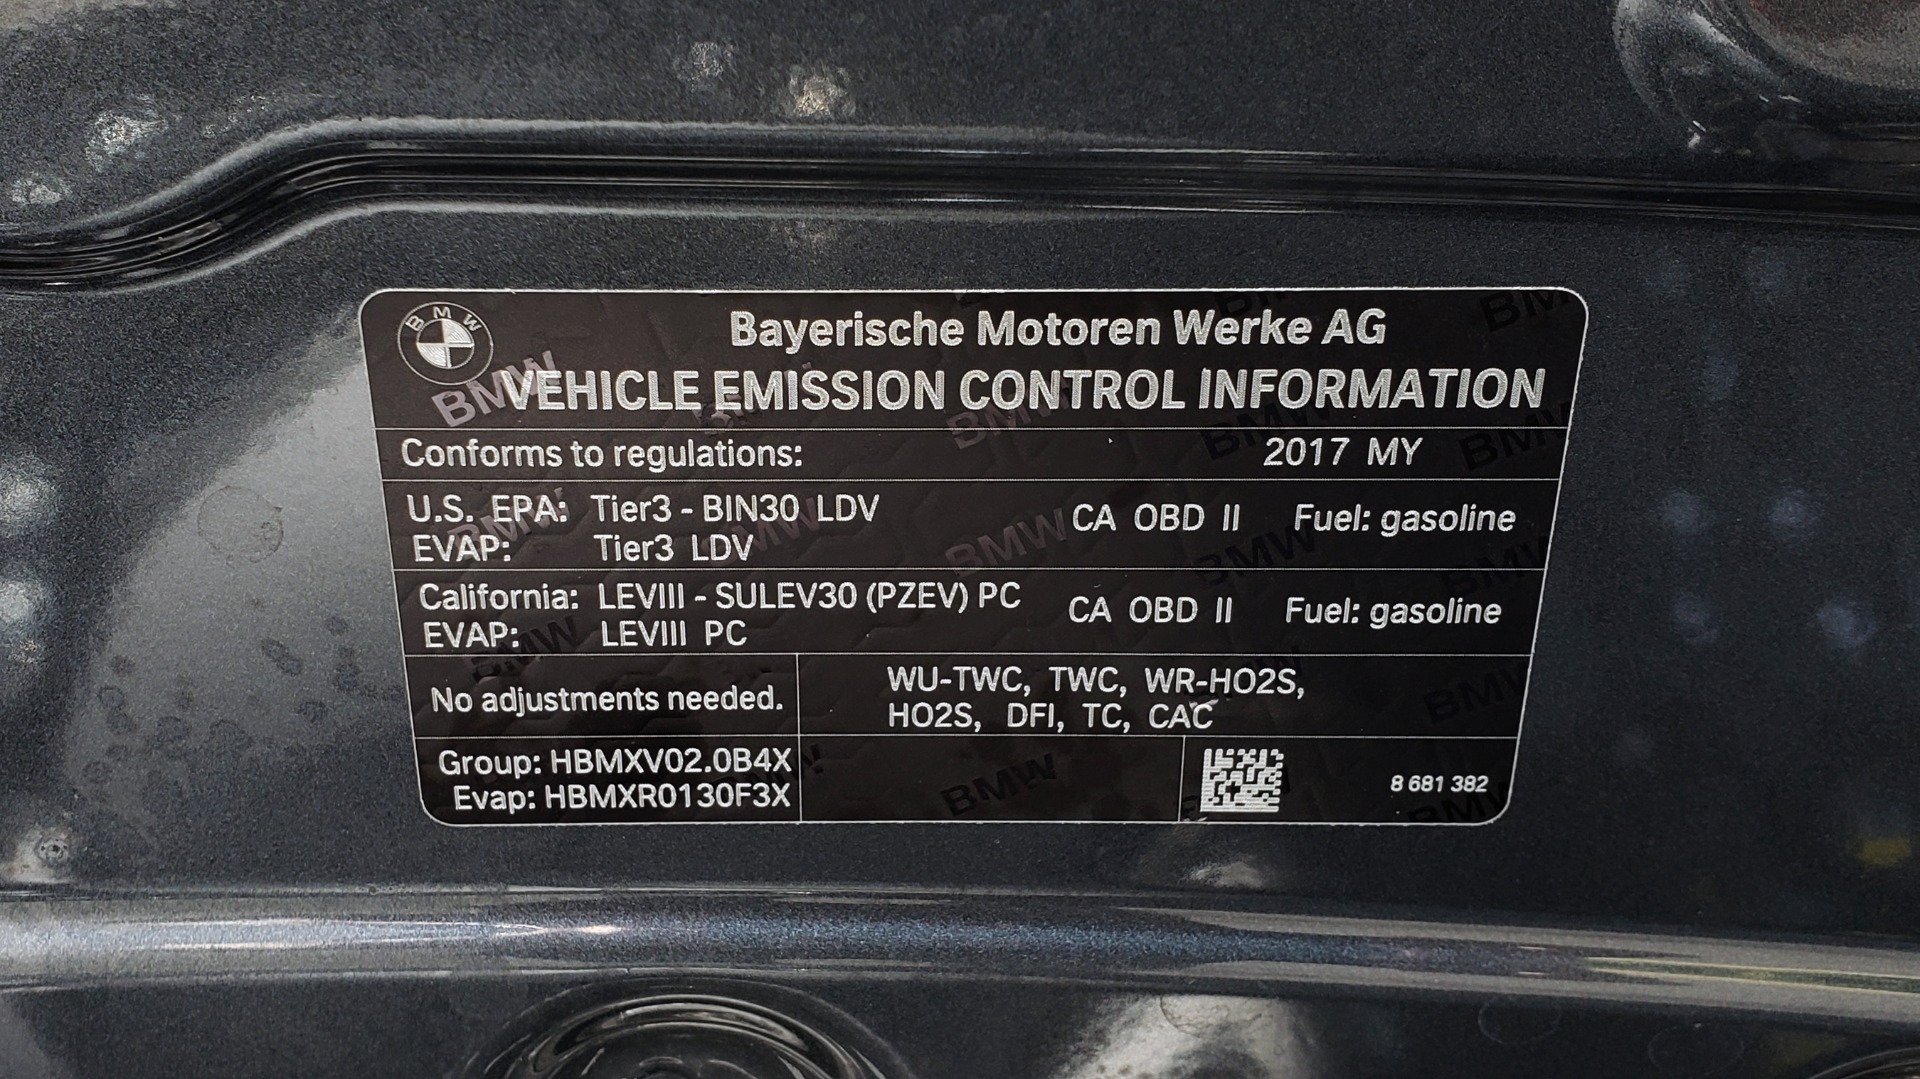 BMW
Bayerische Motoren Werke AG
VEHICLE EMISSION CONTROL INFORMATION
Conforms to regulations: 2017 MY
U.S. EPA: Tier3 - BIN30 LDV CA OBD II Fuel: gasoline
EVAP: Tier3 LDV
California: LEVIII - SULEV30 (PZEV) PC CA OBD II Fuel: gasoline
EVAP: LEVIII PC
No adjustments needed.
WU-TWC, TWC, WR-HO2S,
HO2S, DFI, TC, CAC
Group: HBMXV02.0B4X
Evap: HBMXR0130F3X
8 681 382